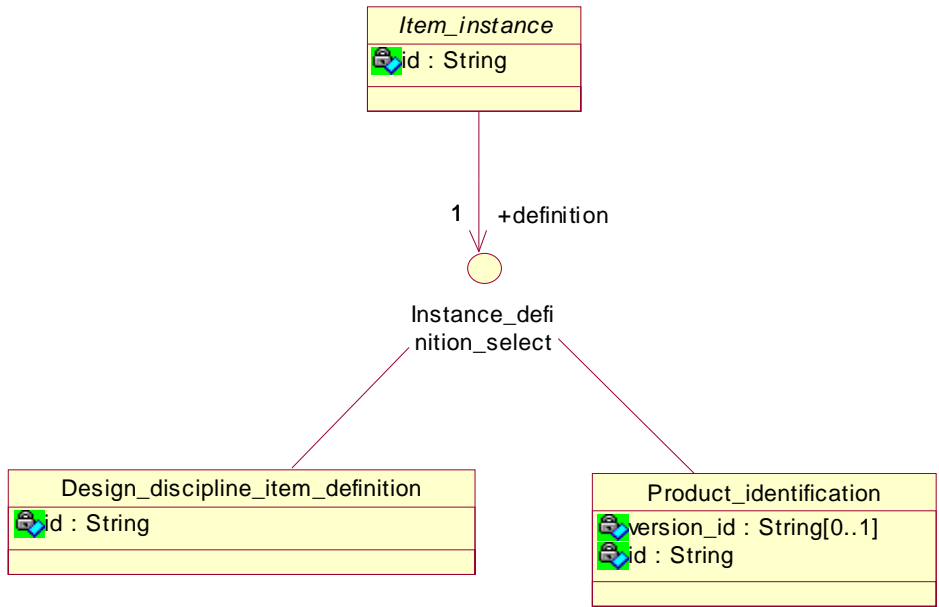 Item_instance
id : String
1 +definition
Instance_defi
nition_select
Design_discipline_item_definition
id : String
Product_identification
version_id : String[0..1]
id : String